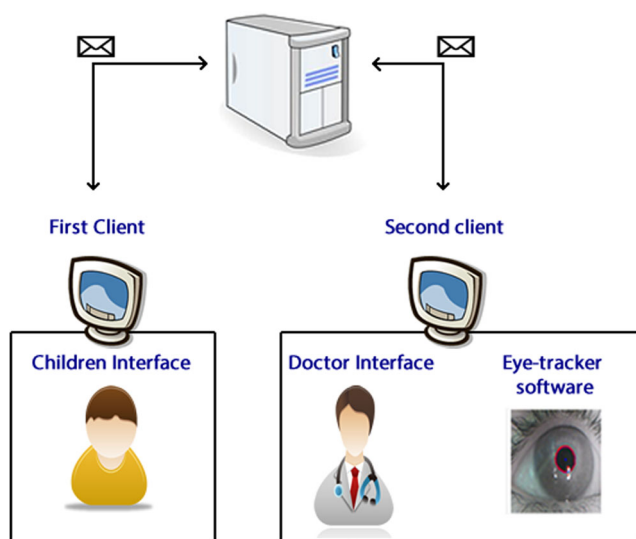 First Client
Second client
Children Interface
Doctor Interface
Eye-tracker
software